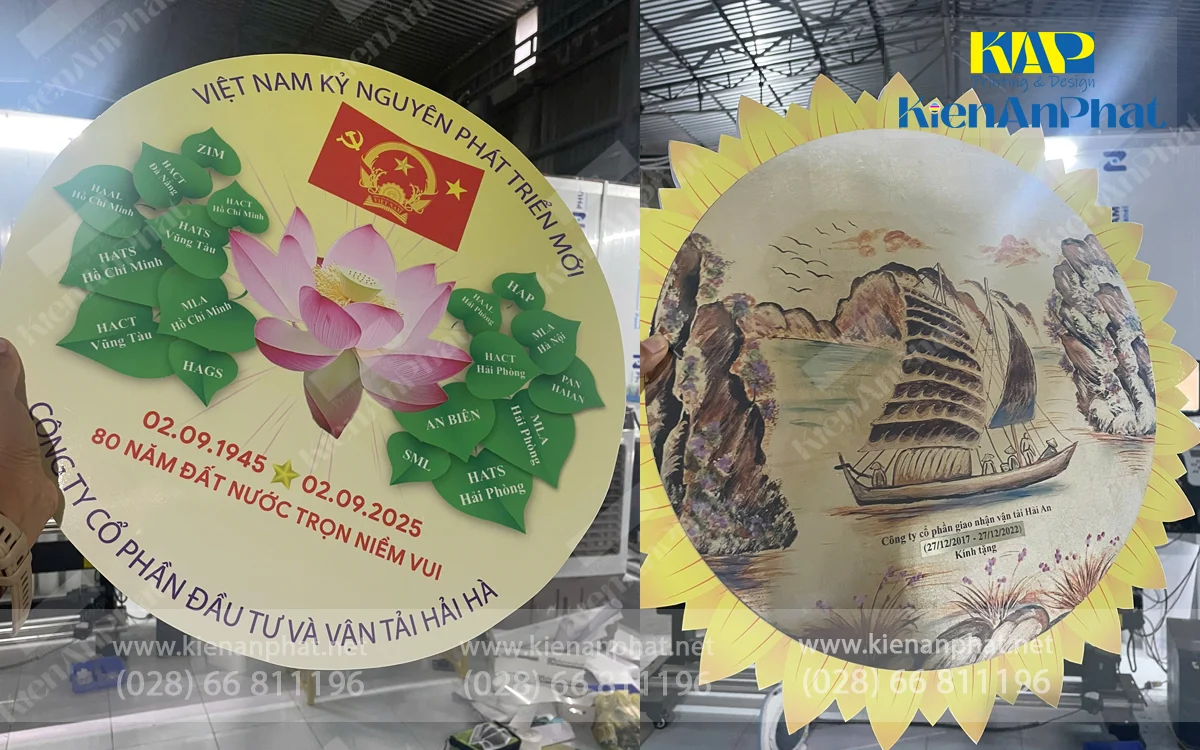 VIỆT NAM KỶ NGUYÊN PHÁT TRIỂN MỚI
ZIM
HACT
Đà Nẵng
HAAL
Hồ Chí Minh
HACT
Hồ Chí Minh
HATS
Vũng Tàu
HATS
Hồ Chí Minh
MLA
Hồ Chí Minh
HACT
Vũng Tàu
HAGS
HAP
HAAL
Hải Phòng
MLA
Hà Nội
HACT
Hải Phòng
PAN
HAIAN
AN BIÊN
MLA
Hải Phòng
SML
HATS
Hải Phòng
VIỆT NAM
02.09.1945 02.09.2025
80 NĂM ĐẤT NƯỚC TRỌN NIỀM VUI
CÔNG TY CỔ PHẦN ĐẦU TƯ VÀ VẬN TẢI HẢI HÀ
KAP
Printing & Design
KienAnPhat
Công ty cổ phần giao nhận vận tải Hải An
(27/12/2017 - 27/12/2022)
Kính tặng
www.kienanphat.net www.kienanphat.net www.kienanphat.net
(028) 66 811196 (028) 66 811196 (028) 66 811196